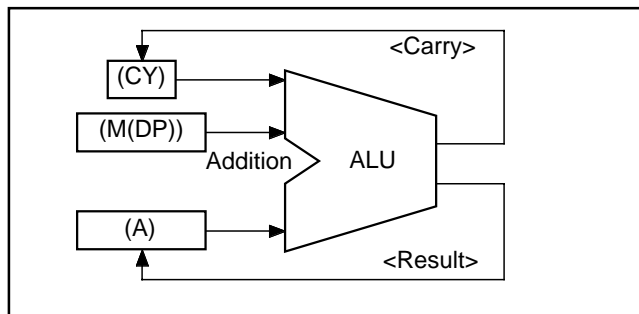 <Carry>
(CY)
(M(DP))
Addition
ALU
(A)
<Result>